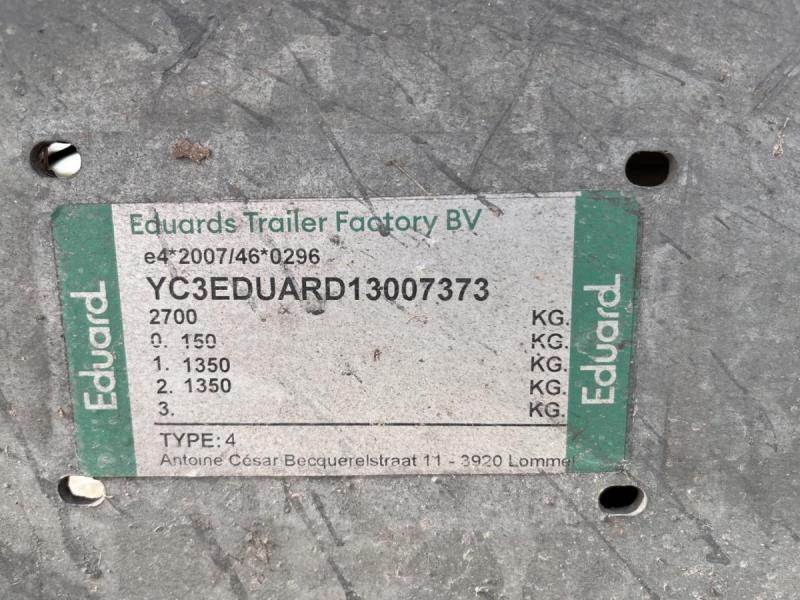 Eduards Trailer Factory BV
e4*2007/46*0296
YC3EDUARD13007373
2700 KG.
0. 150 KG.
1. 1350 KG.
2. 1350 KG.
3. KG.
TYPE: 4
Antoine César Becquerelstraat 11 - 3920 Lommel
Eduard
Eduard